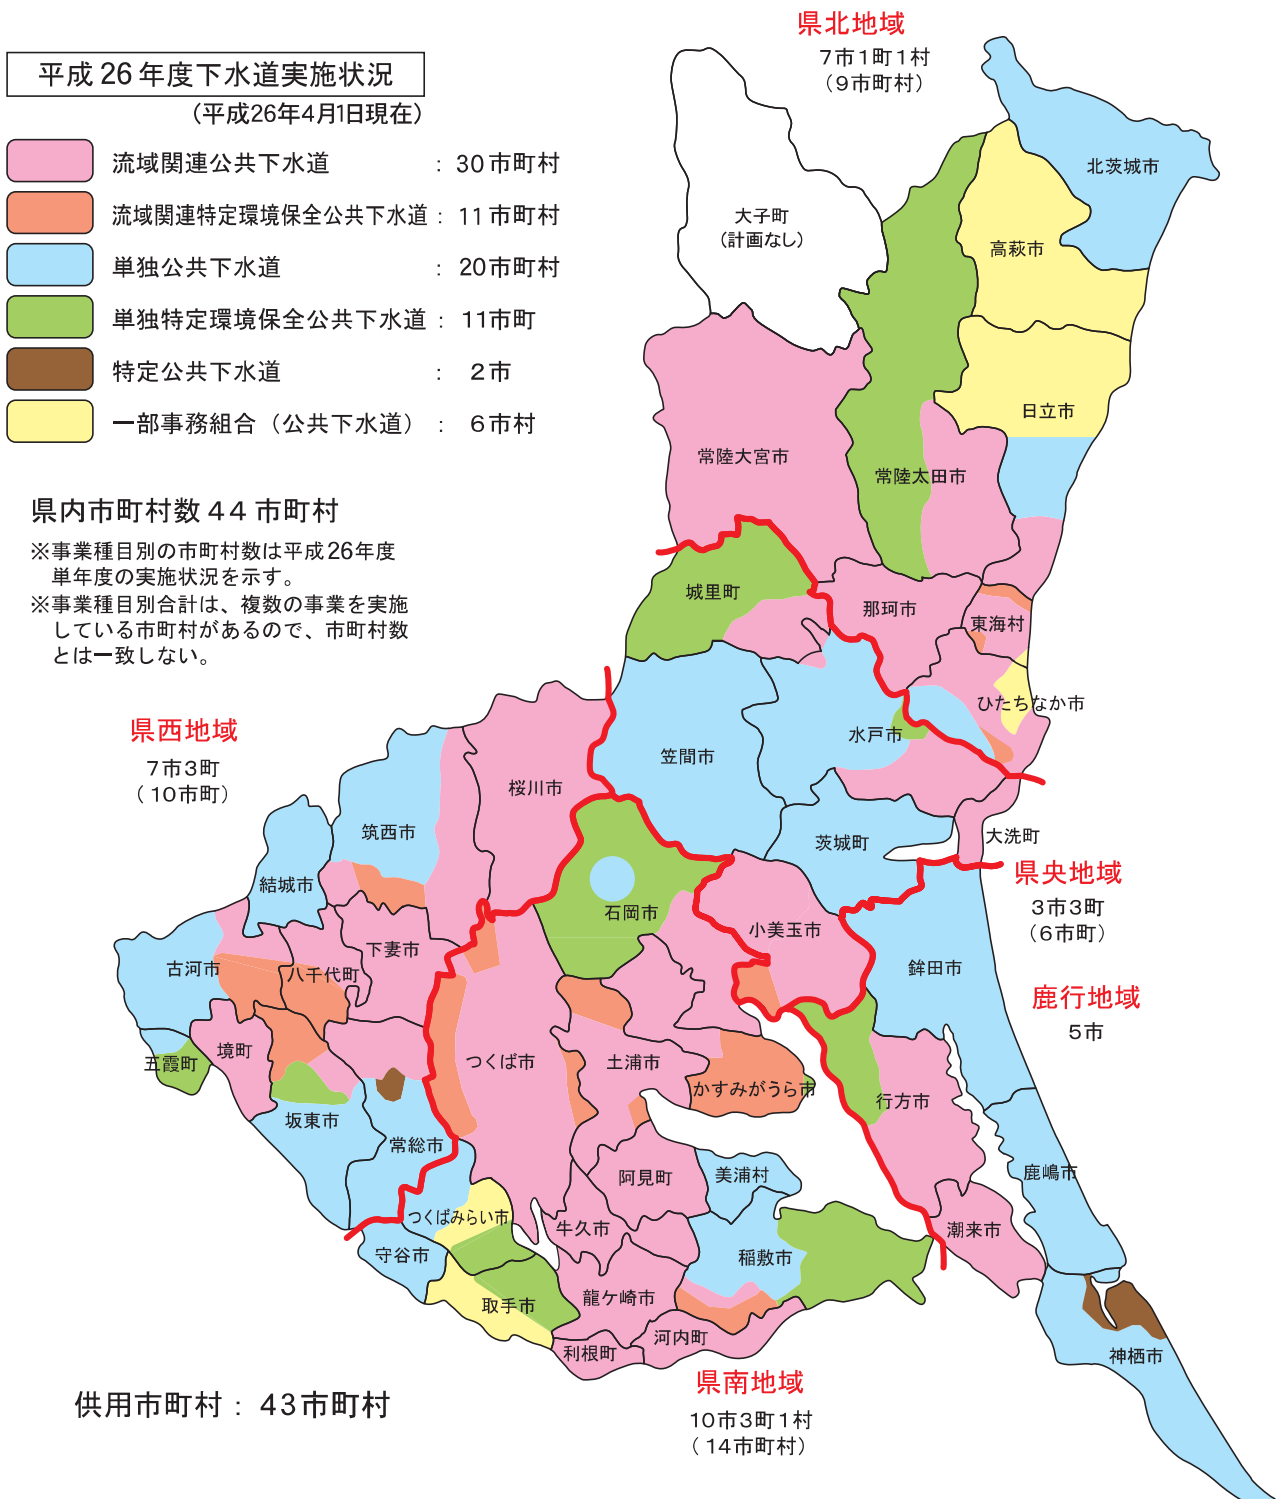 平成26年度下水道実施状況
(平成26年4月1日現在)
流域関連公共下水道 : 30市町村
流域関連特定環境保全公共下水道 : 11市町村
単独公共下水道 : 20市町村
単独特定環境保全公共下水道 : 11市町
特定公共下水道 : 2市
一部事務組合（公共下水道） : 6市村
県内市町村数44市町村
※事業種目別の市町村数は平成26年度
単年度の実施状況を示す。
※事業種目別合計は、複数の事業を実施
している市町村があるので、市町村数
とは一致しない。
県北地域
7市1町1村
(9市町村)
北茨城市
大子町
(計画なし)
高萩市
日立市
常陸大宮市
常陸太田市
城里町
那珂市
東海村
ひたちなか市
水戸市
笠間市
県西地域
7市3町
(10市町)
桜川市
筑西市
茨城町
大洗町
結城市
県央地域
3市3町
(6市町)
石岡市
小美玉市
下妻市
古河市
八千代町
鉾田市
鹿行地域
5市
五霞町
境町
つくば市
土浦市
かすみがうら市
行方市
坂東市
常総市
阿見町
美浦村
鹿嶋市
つくばみらい市
牛久市
潮来市
守谷市
稲敷市
取手市
龍ケ崎市
河内町
利根町
神栖市
県南地域
10市3町1村
(14市町村)
供用市町村 : 43市町村